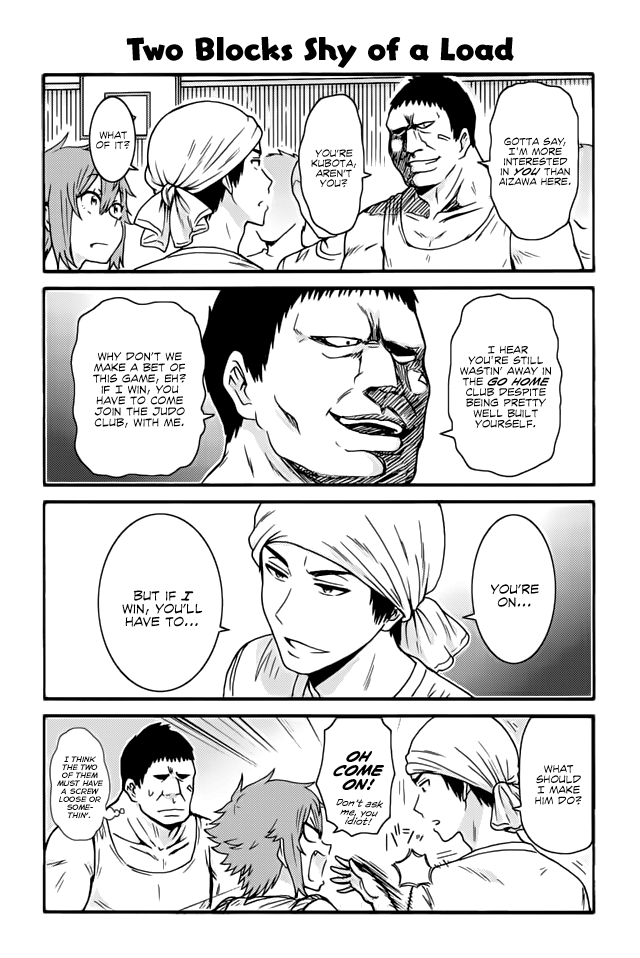 Two Blocks Shy of a Load
GOTTA SAY,
I'M MORE
INTERESTED
IN YOU THAN
AIZAWA HERE.
YOU'RE
KUBOTA,
AREN'T
YOU?
WHAT
OF IT?
I HEAR
YOU'RE STILL
WASTIN' AWAY IN
THE GO HOME
CLUB DESPITE
BEING PRETTY
WELL BUILT
YOURSELF.
WHY DON'T WE
MAKE A BET OF
THIS GAME, EH?
IF I WIN, YOU
HAVE TO COME
JOIN THE JUDO
CLUB, WITH ME.
YOU'RE
ON...
BUT IF I
WIN, YOU'LL
HAVE TO...
WHAT
SHOULD
I MAKE
HIM DO?
OH
COME
ON!
Don't ask
me, you
idiot!
I THINK
THE TWO
OF THEM
MUST HAVE
A SCREW
LOOSE OR
SOME-
THIN'.